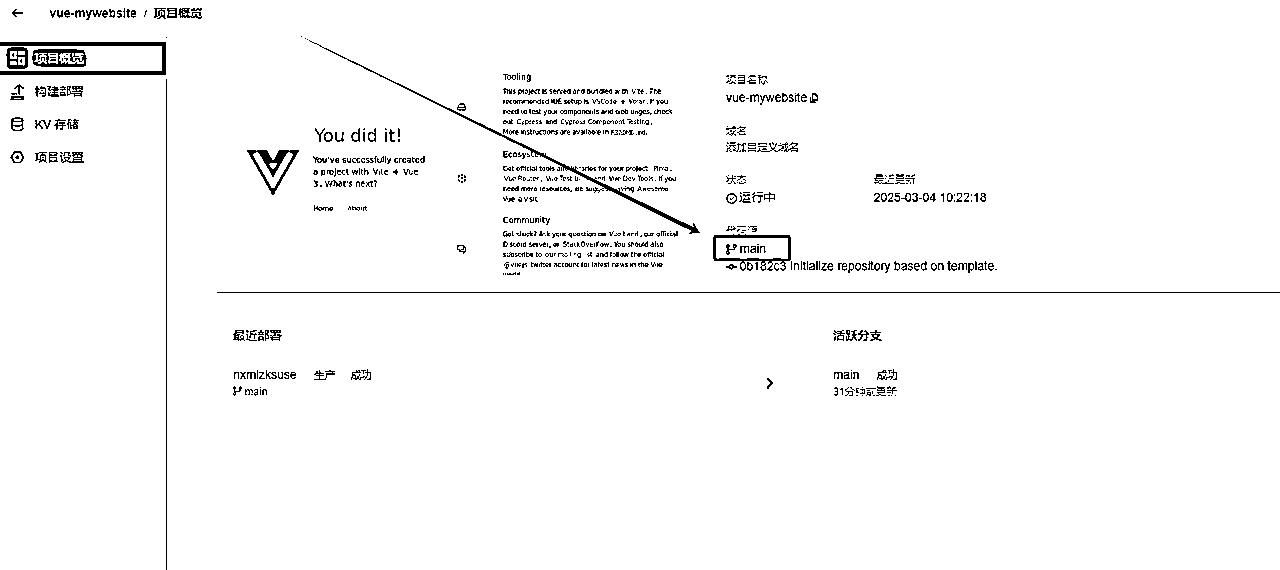 vue-mywebsite / 项目概览
项目概览
构建部署
KV 存储
项目设置
You did it!
You've successfully created
a project with Vite + Vue
3. What's next?
Home About
Tooling
This project is served and bundled with Vite. The
recommended IDE setup is VSCode + Volar. If you
need to test your components and web pages, check
out Cypress and Cypress Component Testing.
More instructions are available in README.md.
Ecosystem
Get official tools and libraries for your project: Pinia,
Vue Router, Vue Test and Vue Dev Tools. If you
need more resources, we suggest paying Awesome
Vue a visit.
Community
Got stuck? Ask your question on Vue Land, our official
Discord server, or StackOverflow. You should also
subscribe to our mailing list and follow the official
@vuejs twitter account for latest news in the Vue
world.
项目名称
vue-mywebsite
域名
添加自定义域名
状态
运行中
最近更新
2025-03-04 10:22:18
main
0b182c3 Initialize repository based on template.
最近部署
nxmlzksuse 生产 成功
main
活跃分支
main 成功
31分钟前更新